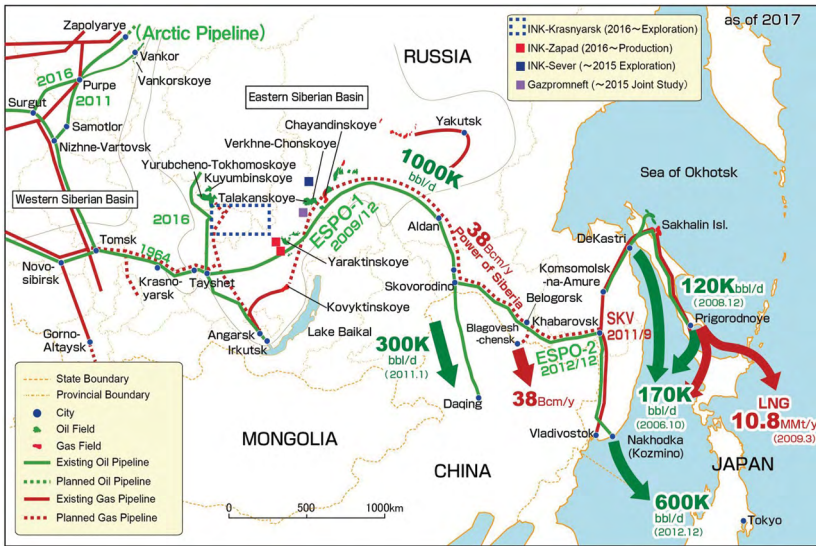 as of 2017
INK-Krasnyarsk (2016～Exploration)
INK-Zapad (2016～Production)
INK-Sever (～2015 Exploration)
Gazpromneft (～2015 Joint Study)
Zapolyarye
(Arctic Pipeline)
Vankor
Vankorskoye
2016
Purpe
2011
Surgut
Samotlor
Nizhne-Vartovsk
Western Siberian Basin
RUSSIA
Eastern Siberian Basin
Chayandinskoye
Verkhne-Chonskoye
Yurubcheno-Tokhomoskoye
Kuyumbinskoye
Talakanskoye
Yakutsk
1000K
bbl/d
Sea of Okhotsk
2016
ESPO-1
2009/12
Aldan
38
Bcm/y
Power of Siberia
Sakhalin Isl.
DeKastri
Tomsk
1964
Novo-
sibirsk
Krasno-
yarsk
Tayshet
Yaraktinskoye
Skovorodino
Komsomolsk
-na-Amure
Belogorsk
Khabarovsk
120K bbl/d
(2008.12)
Prigorodnoye
Kovyktinskoye
Lake Baikal
Angarsk
Irkutsk
Gorno-
Altaysk
Blagovesh
-chensk
SKV
2011/9
ESPO-2
2012/12
300K
bbl/d
(2011.1)
38Bcm/y
Daqing
170K
bbl/d
(2006.10)
LNG
10.8
MMt/y
(2009.3)
MONGOLIA
CHINA
Vladivostok
Nakhodka
(Kozmino)
JAPAN
600K
bbl/d
(2012.12)
Tokyo
State Boundary
Provincial Boundary
City
Oil Field
Gas Field
Existing Oil Pipeline
Planned Oil Pipeline
Existing Gas Pipeline
Planned Gas Pipeline
0 500 1000km